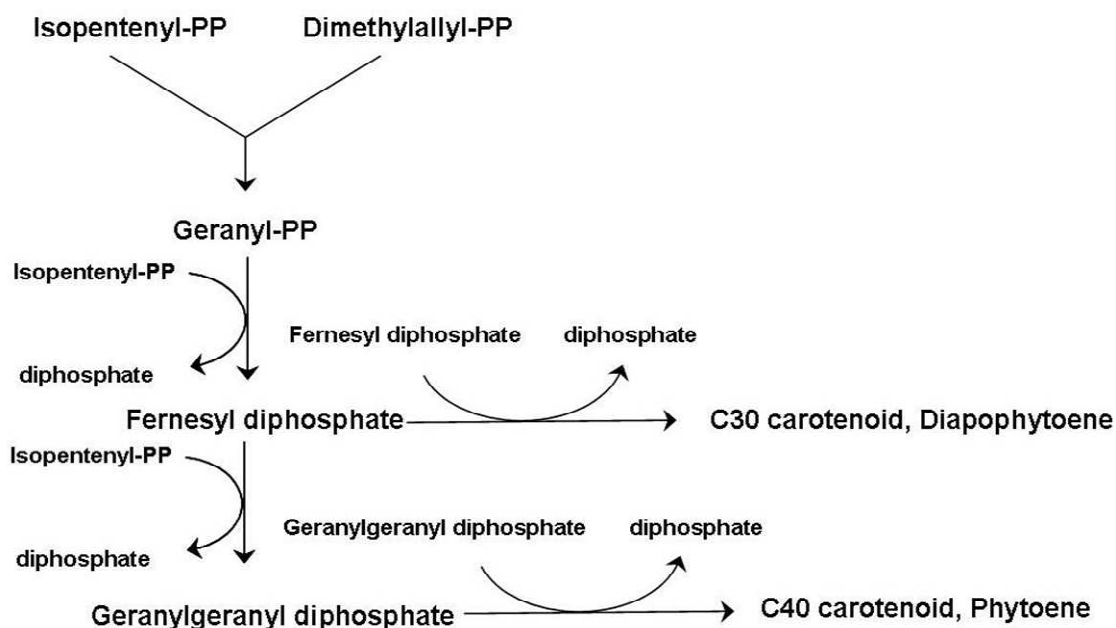 Isopentenyl-PP
Dimethylallyl-PP
Geranyl-PP
Isopentenyl-PP
diphosphate
Fernesyl diphosphate
diphosphate
Fernesyl diphosphate
C30 carotenoid, Diapophytoene
Isopentenyl-PP
diphosphate
Geranylgeranyl diphosphate
diphosphate
Geranylgeranyl diphosphate
C40 carotenoid, Phytoene